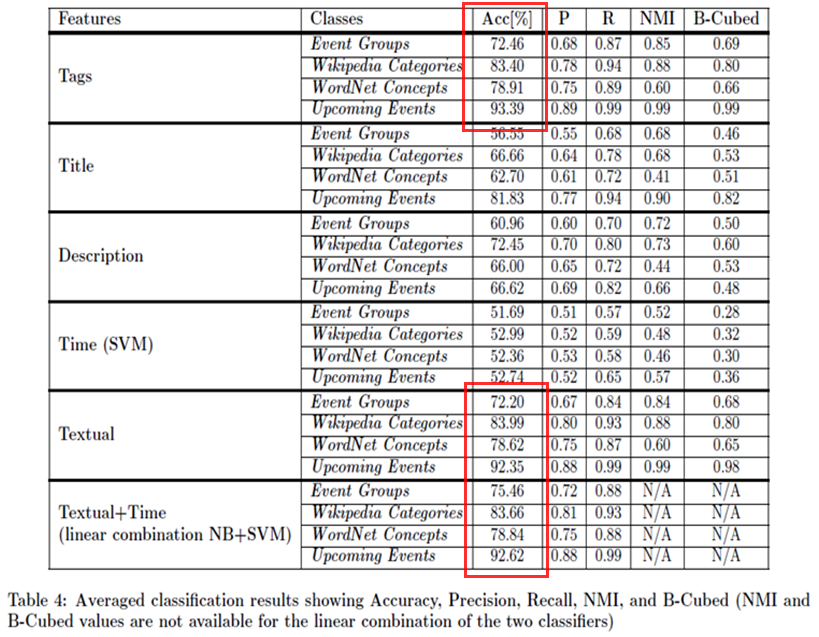 Features Classes Acc[%] P R NMI B-Cubed
Tags Event Groups 72.46 0.68 0.87 0.85 0.69
Wikipedia Categories 83.40 0.78 0.94 0.88 0.80
WordNet Concepts 78.91 0.75 0.89 0.60 0.66
Upcoming Events 93.39 0.89 0.99 0.99 0.99
Title Event Groups 56.55 0.55 0.68 0.68 0.46
Wikipedia Categories 66.66 0.64 0.78 0.68 0.53
WordNet Concepts 62.70 0.61 0.72 0.41 0.51
Upcoming Events 81.83 0.77 0.94 0.90 0.82
Description Event Groups 60.96 0.60 0.70 0.72 0.50
Wikipedia Categories 72.45 0.70 0.80 0.73 0.60
WordNet Concepts 66.00 0.65 0.72 0.44 0.53
Upcoming Events 66.62 0.69 0.82 0.66 0.48
Time (SVM) Event Groups 51.69 0.51 0.57 0.52 0.28
Wikipedia Categories 52.99 0.52 0.59 0.48 0.32
WordNet Concepts 52.36 0.53 0.58 0.46 0.30
Upcoming Events 52.74 0.52 0.65 0.57 0.36
Textual Event Groups 72.20 0.67 0.84 0.84 0.68
Wikipedia Categories 83.99 0.80 0.93 0.88 0.80
WordNet Concepts 78.62 0.75 0.87 0.60 0.65
Upcoming Events 92.35 0.88 0.99 0.99 0.98
Textual+Time Event Groups 75.46 0.72 0.88 N/A N/A
(linear combination NB+SVM) Wikipedia Categories 83.66 0.81 0.93 N/A N/A
WordNet Concepts 78.84 0.75 0.88 N/A N/A
Upcoming Events 92.62 0.88 0.99 N/A N/A
Table 4: Averaged classification results showing Accuracy, Precision, Recall, NMI, and B-Cubed (NMI and
B-Cubed values are not available for the linear combination of the two classifiers)